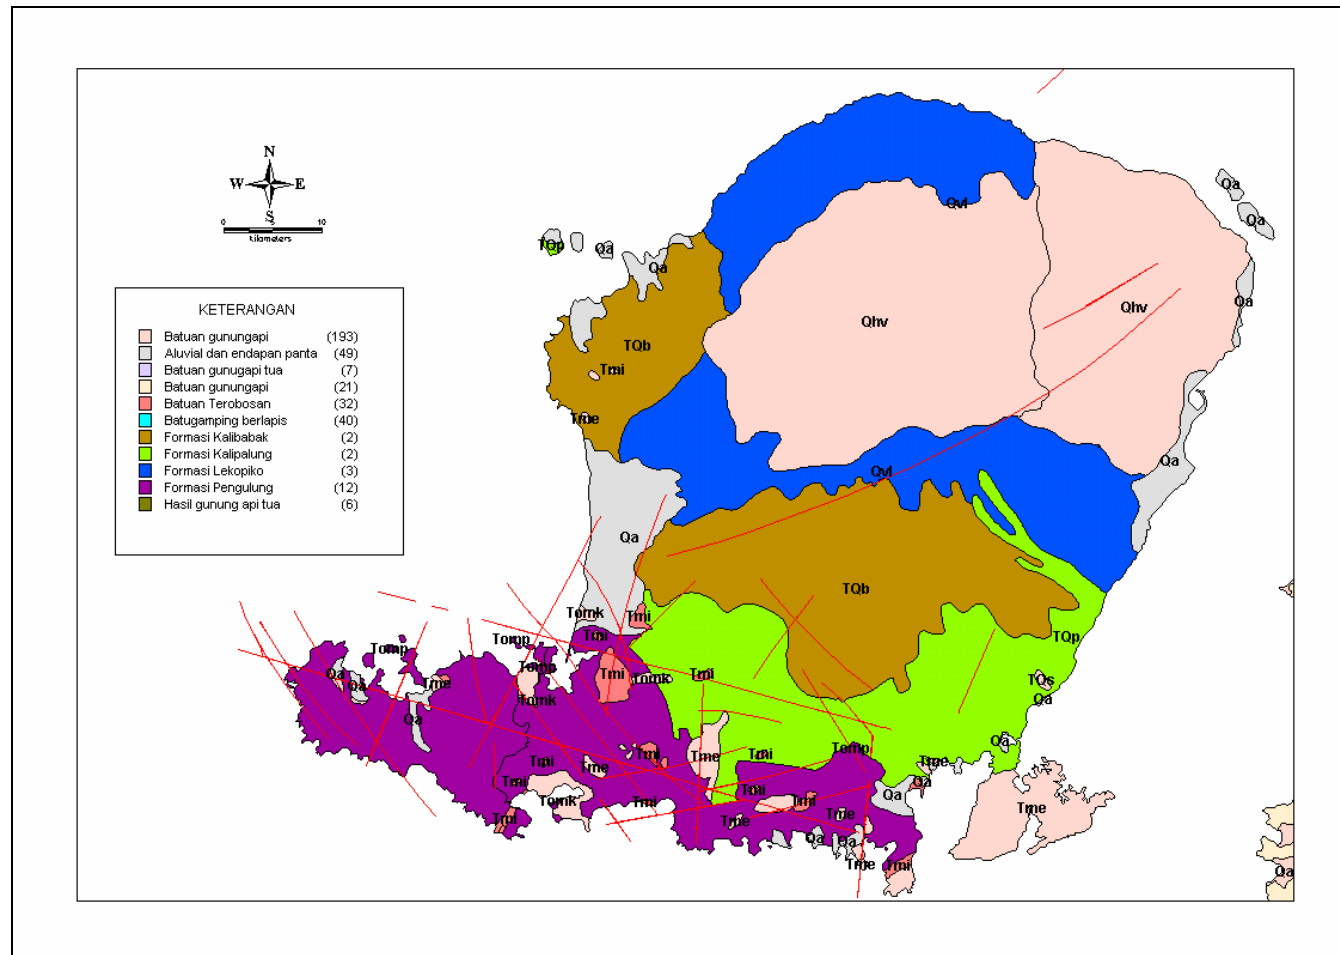 N
W E
S
0 5 10
kilometers
KETERANGAN
Batuan gunungapi (193)
Aluvial dan endapan panta (49)
Batuan gunugapi tua (7)
Batuan gunungapi (21)
Batuan Terobosan (32)
Batugamping berlapis (40)
Formasi Kalibabak (2)
Formasi Kalipalung (2)
Formasi Lekopiko (3)
Formasi Pengulung (12)
Hasil gunung api tua (6)
Qa
Qvl
Qa
TQp Qa
Qa
Qa
Qhv
Qhv
TQb
Tmi
Tme
Qa
Qvl
Qa
TQb
Tomk Tmi
Tmi
TQp
Tomp Tomp
Tomp
Qa Qa Tme Tmi Tomk Tmi
TQs
Qa
Tomk
Qa
Qa
Tomp
Tme Tmi Tmi
Tme
Tmi Tme
Tmi Qa
Tmi Qa
Tomk Tmi Tmi
Tme
Tmi Tme Tme
Qa Qa
Tme Tmi
Qa